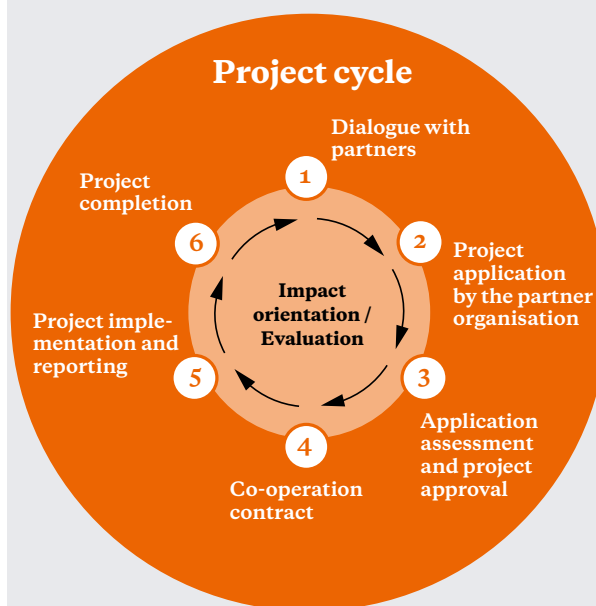 Project cycle
1
Dialogue with
partners
2
Project
application
by the partner
organisation
3
Application
assessment
and project
approval
4
Co-operation
contract
5
Project imple-
mentation and
reporting
6
Project
completion
Impact
orientation /
Evaluation